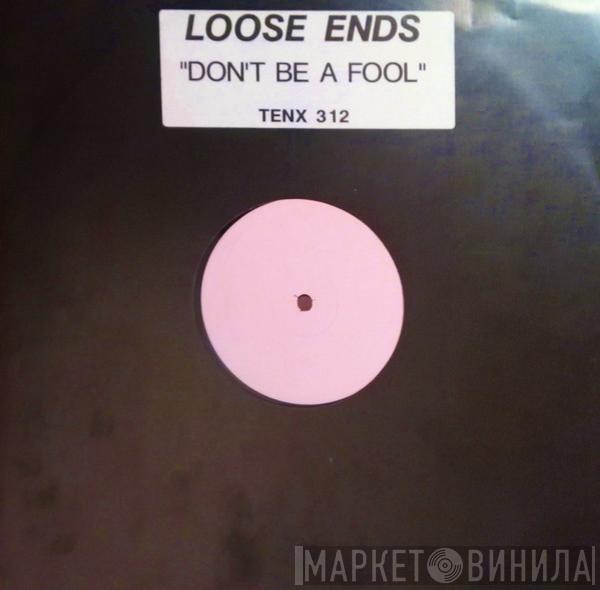 LOOSE ENDS
"DON'T BE A FOOL"
TENX 312
МАРКЕТ ВИНИЛА